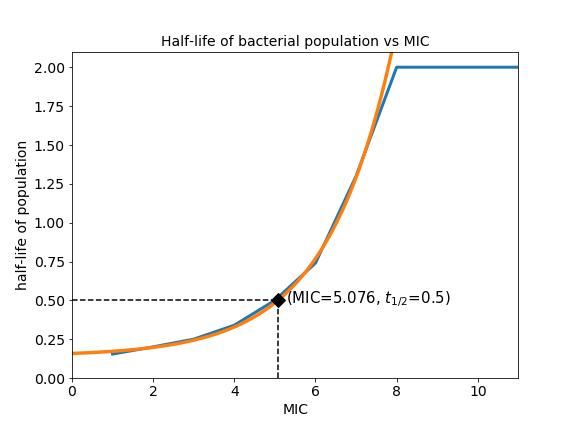 Half-life of bacterial population vs MIC
half-life of population
2.00
1.75
1.50
1.25
1.00
0.75
0.50
0.25
0.00
(MIC=5.076, $t_{1/2}$=0.5)
0 2 4 6 8 10
MIC